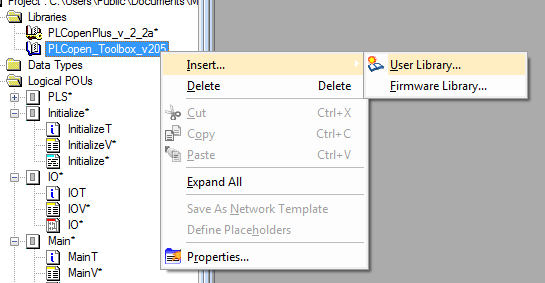 Project : C:\Users\Public\Documents\M
Libraries
PLCopenPlus_v_2_2a*
PLCopen_Toolbox_v205
Data Types
Logical POUs
PLS*
Initialize*
InitializeT
InitializeV*
Initialize*
IO*
IOT
IOV*
IO*
Main*
MainT
MainV*
Insert...
Delete Delete
Cut Ctrl+X
Copy Ctrl+C
Paste Ctrl+V
Expand All
Save As Network Template
Define Placeholders
Properties...
User Library...
Firmware Library...